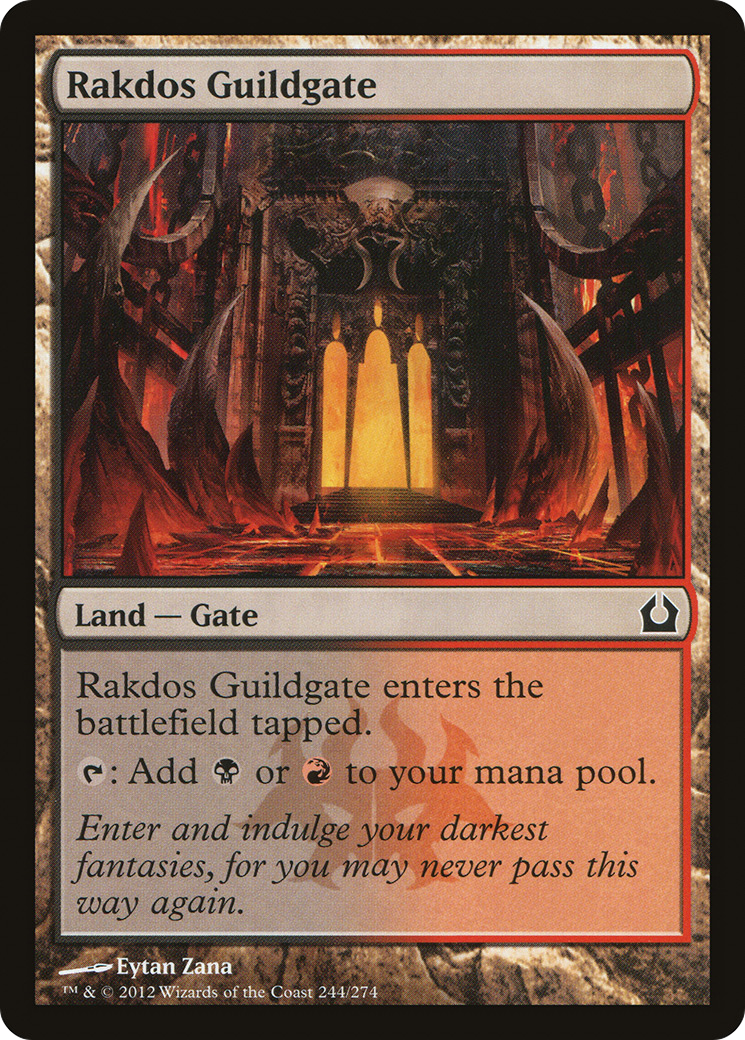 Rakdos Guildgate
Land — Gate
Rakdos Guildgate enters the
battlefield tapped.
: Add or to your mana pool.
Enter and indulge your darkest
fantasies, for you may never pass this
way again.
Eytan Zana
™ & © 2012 Wizards of the Coast 244/274